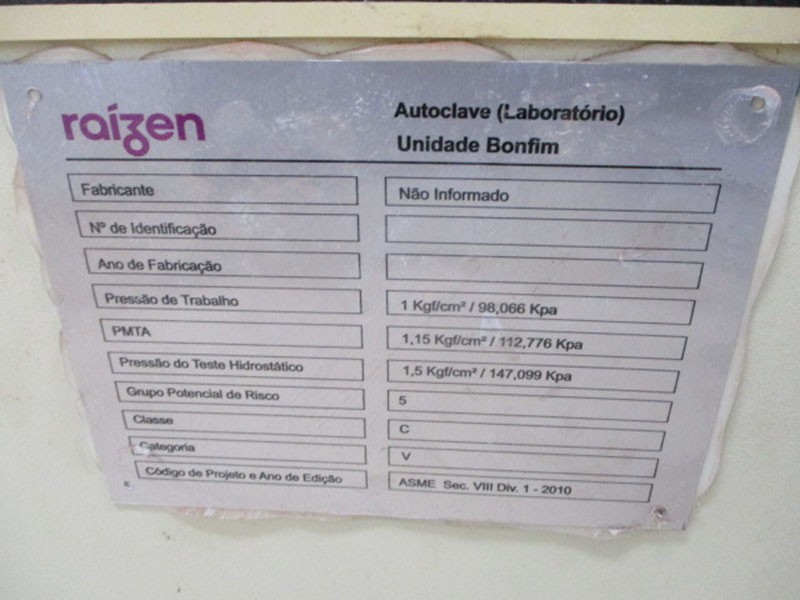 raízen
Autoclave (Laboratório)
Unidade Bonfim
Fabricante Não Informado
Nº de Identificação
Ano de Fabricação
Pressão de Trabalho 1 Kgf/cm² / 98,066 Kpa
PMTA 1,15 Kgf/cm² / 112,776 Kpa
Pressão do Teste Hidrostático 1,5 Kgf/cm² / 147,099 Kpa
Grupo Potencial de Risco 5
Classe C
Categoria V
Código de Projeto e Ano de Edição ASME Sec. VIII Div. 1 - 2010